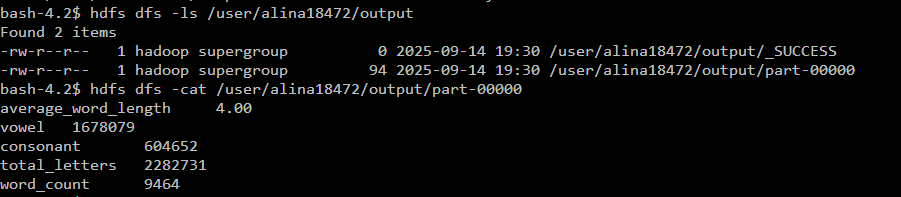 bash-4.2$ hdfs dfs -ls /user/alina18472/output
Found 2 items
-rw-r--r--   1 hadoop supergroup          0 2025-09-14 19:30 /user/alina18472/output/_SUCCESS
-rw-r--r--   1 hadoop supergroup         94 2025-09-14 19:30 /user/alina18472/output/part-00000
bash-4.2$ hdfs dfs -cat /user/alina18472/output/part-00000
average_word_length     4.00
vowel   1678079
consonant       604652
total_letters   2282731
word_count      9464